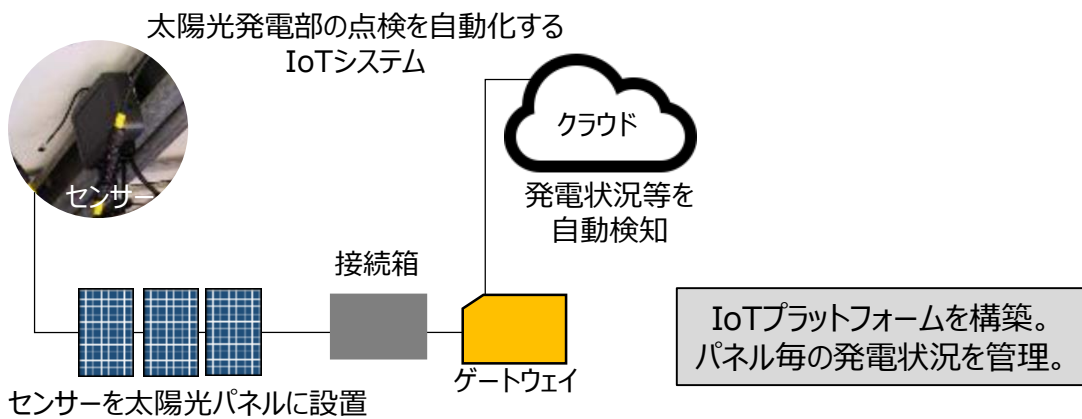 太陽光発電部の点検を自動化する
IoTシステム
センサー
クラウド
発電状況等を
自動検知
接続箱
ゲートウェイ
センサーを太陽光パネルに設置
IoTプラットフォームを構築。
パネル毎の発電状況を管理。